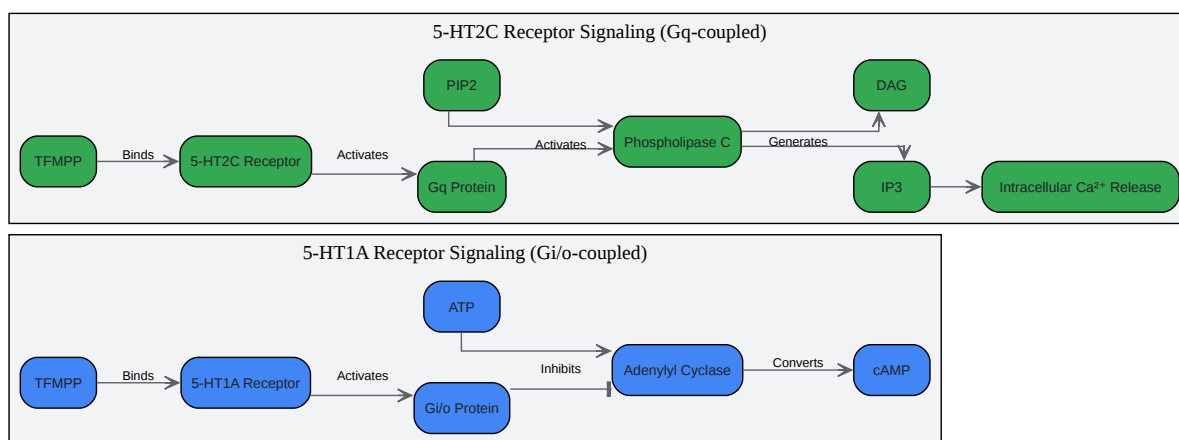 5-HT2C Receptor Signaling (Gq-coupled)
PIP2
DAG
TFMPP
Binds
5-HT2C Receptor
Activates
Gq Protein
Activates
Phospholipase C
Generates
IP3
Intracellular Ca²⁺ Release
5-HT1A Receptor Signaling (Gi/o-coupled)
ATP
TFMPP
Binds
5-HT1A Receptor
Activates
Gi/o Protein
Inhibits
Adenylyl Cyclase
Converts
cAMP